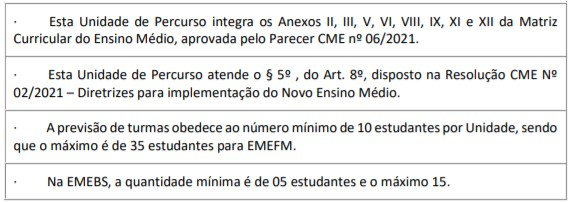 · Esta Unidade de Percurso integra os Anexos II, III, V, VI, VIII, IX, XI e XII da Matriz
Curricular do Ensino Médio, aprovada pelo Parecer CME nº 06/2021.
· Esta Unidade de Percurso atende o § 5º , do Art. 8º, disposto na Resolução CME Nº
02/2021 – Diretrizes para implementação do Novo Ensino Médio.
· A previsão de turmas obedece ao número mínimo de 10 estudantes por Unidade, sendo
que o máximo é de 35 estudantes para EMEFM.
· Na EMEBS, a quantidade mínima é de 05 estudantes e o máximo 15.